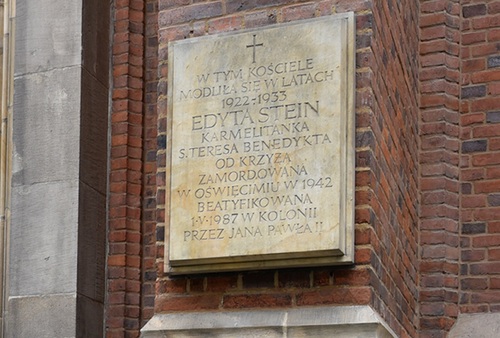 W TYM KOŚCIELE
MODLIŁA SIĘ W LATACH
1922-1933
EDYTA STEIN
KARMELITANKA
S. TERESA BENEDYKTA
OD KRZYŻA
ZAMORDOWANA
W OŚWIĘCIMIU W 1942
BEATYFIKOWANA
1·V·1987 W KOLONII
PRZEZ JANA PAWŁA II